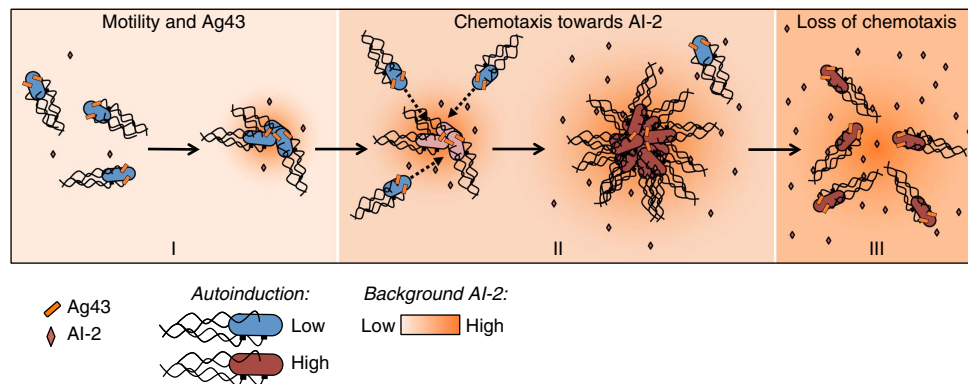 Motility and Ag43
Chemotaxis towards AI-2
Loss of chemotaxis
I
II
III
Ag43
AI-2
Autoinduction:
Low
High
Background AI-2:
Low
High